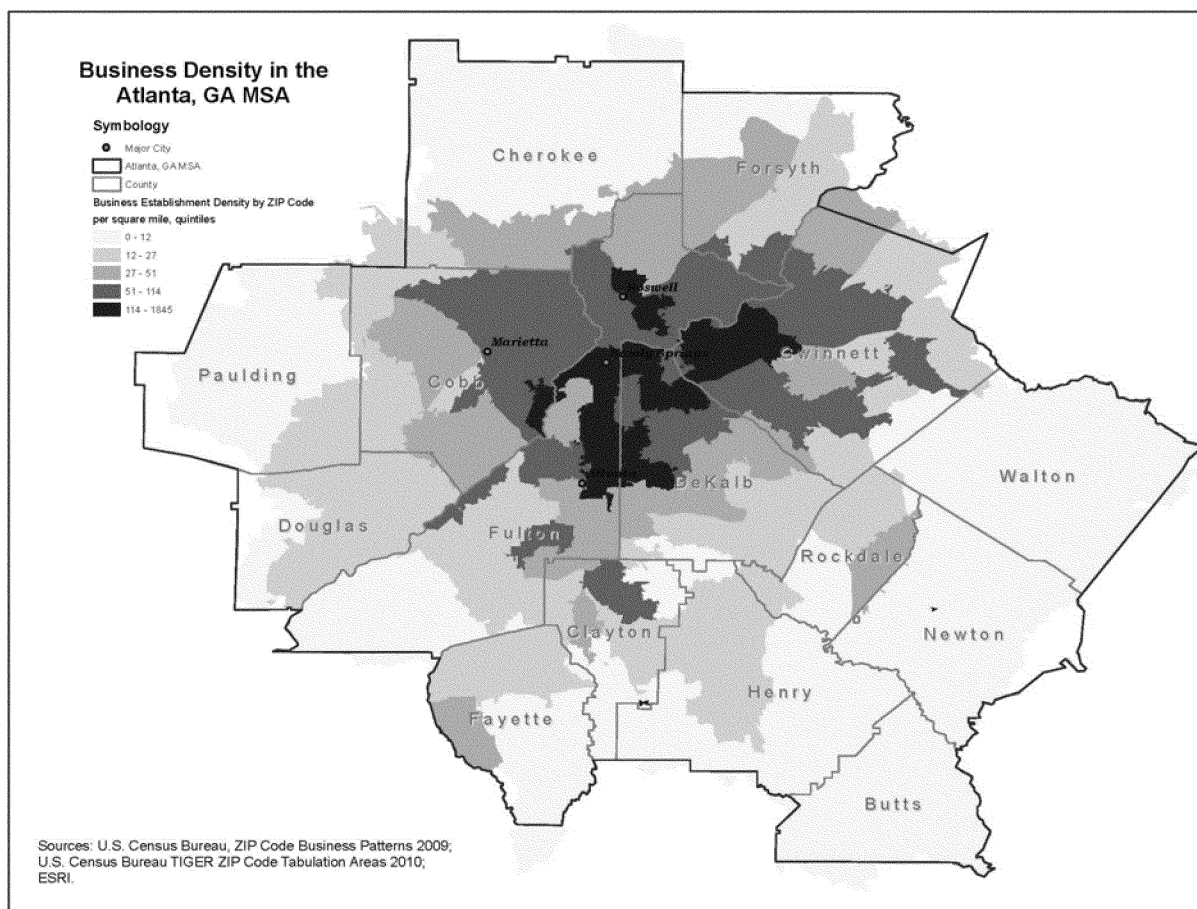 Business Density in the
Atlanta, GA MSA
Symbology
Major City
Atlanta, GA MSA
County
Business Establishment Density by ZIP Code
per square mile, quintiles
0 - 12
12 - 27
27 - 51
51 - 114
114 - 1845
Cherokee
Forsyth
Roswell
Marietta
Sandy Springs
Gwinnett
Paulding
Cobb
Walton
DeKalb
Atlanta
Douglas
Fulton
Rockdale
Clayton
Newton
Henry
Fayette
Butts
Sources: U.S. Census Bureau, ZIP Code Business Patterns 2009;
U.S. Census Bureau TIGER ZIP Code Tabulation Areas 2010;
ESRI.